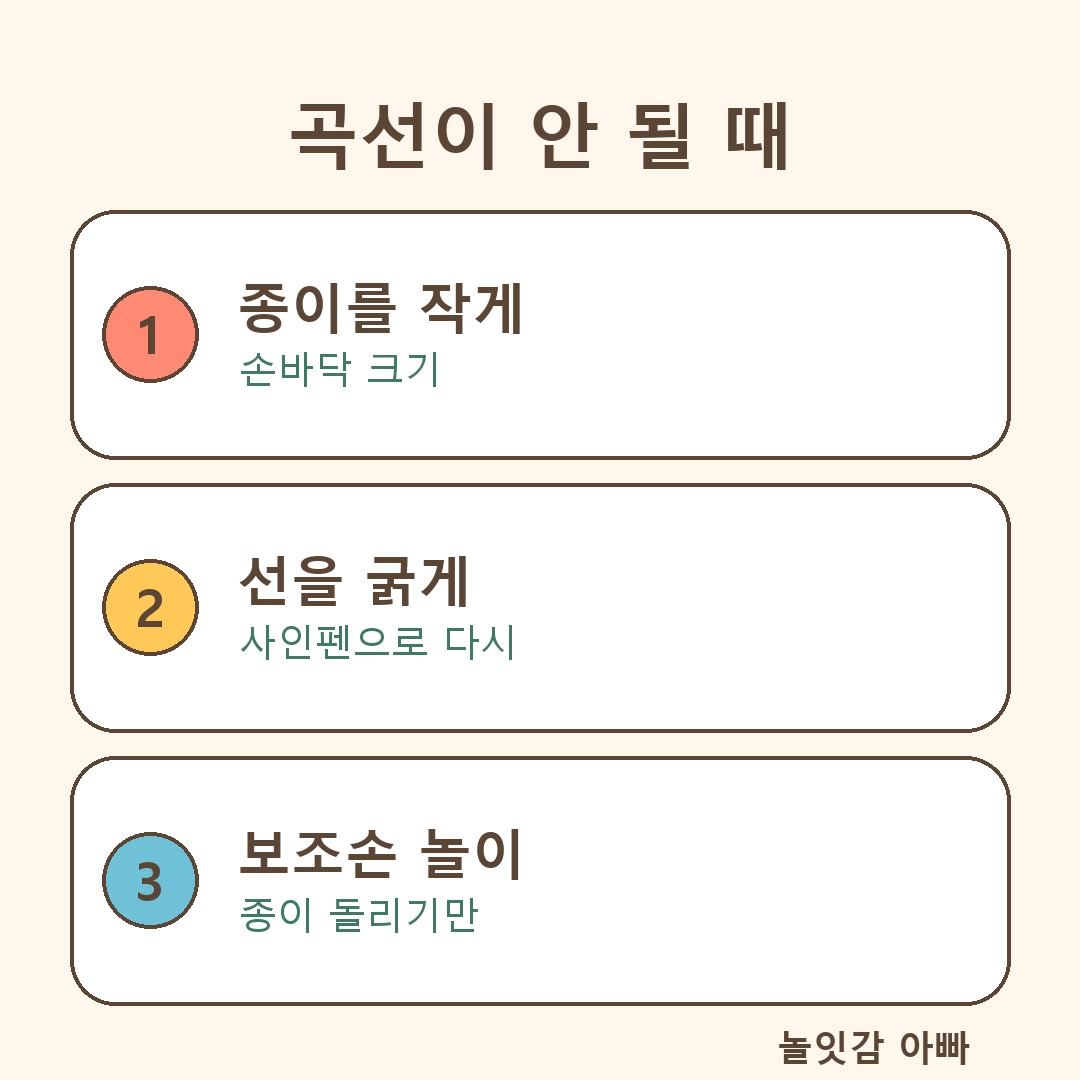 곡선이 안 될 때
1
종이를 작게
손바닥 크기
2
선을 굵게
사인펜으로 다시
3
보조손 놀이
종이 돌리기만
놀잇감 아빠